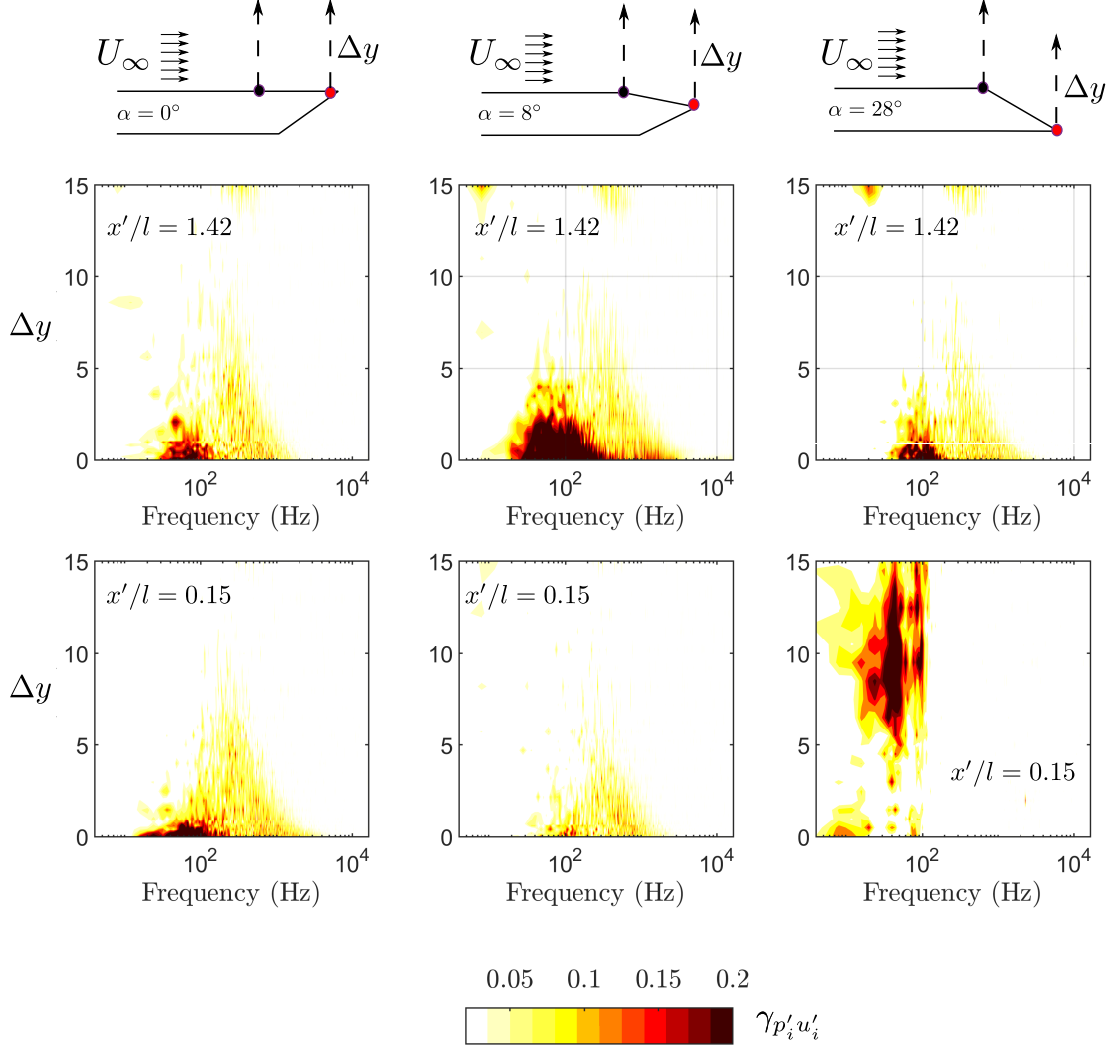 U∞ Δy U∞ Δy U∞ Δy
α = 0° α = 8° α = 28°
15 15 15
x′/l = 1.42 x′/l = 1.42 x′/l = 1.42
10 10 10
Δy
5 5 5
0 0 0
10² 10⁴ 10² 10⁴ 10² 10⁴
Frequency (Hz) Frequency (Hz) Frequency (Hz)
15 15 15
x′/l = 0.15 x′/l = 0.15
10 10 10
Δy
5 5 5
x′/l = 0.15
0 0 0
10² 10⁴ 10² 10⁴ 10² 10⁴
Frequency (Hz) Frequency (Hz) Frequency (Hz)
0.05 0.1 0.15 0.2
γp′ᵢu′ᵢ